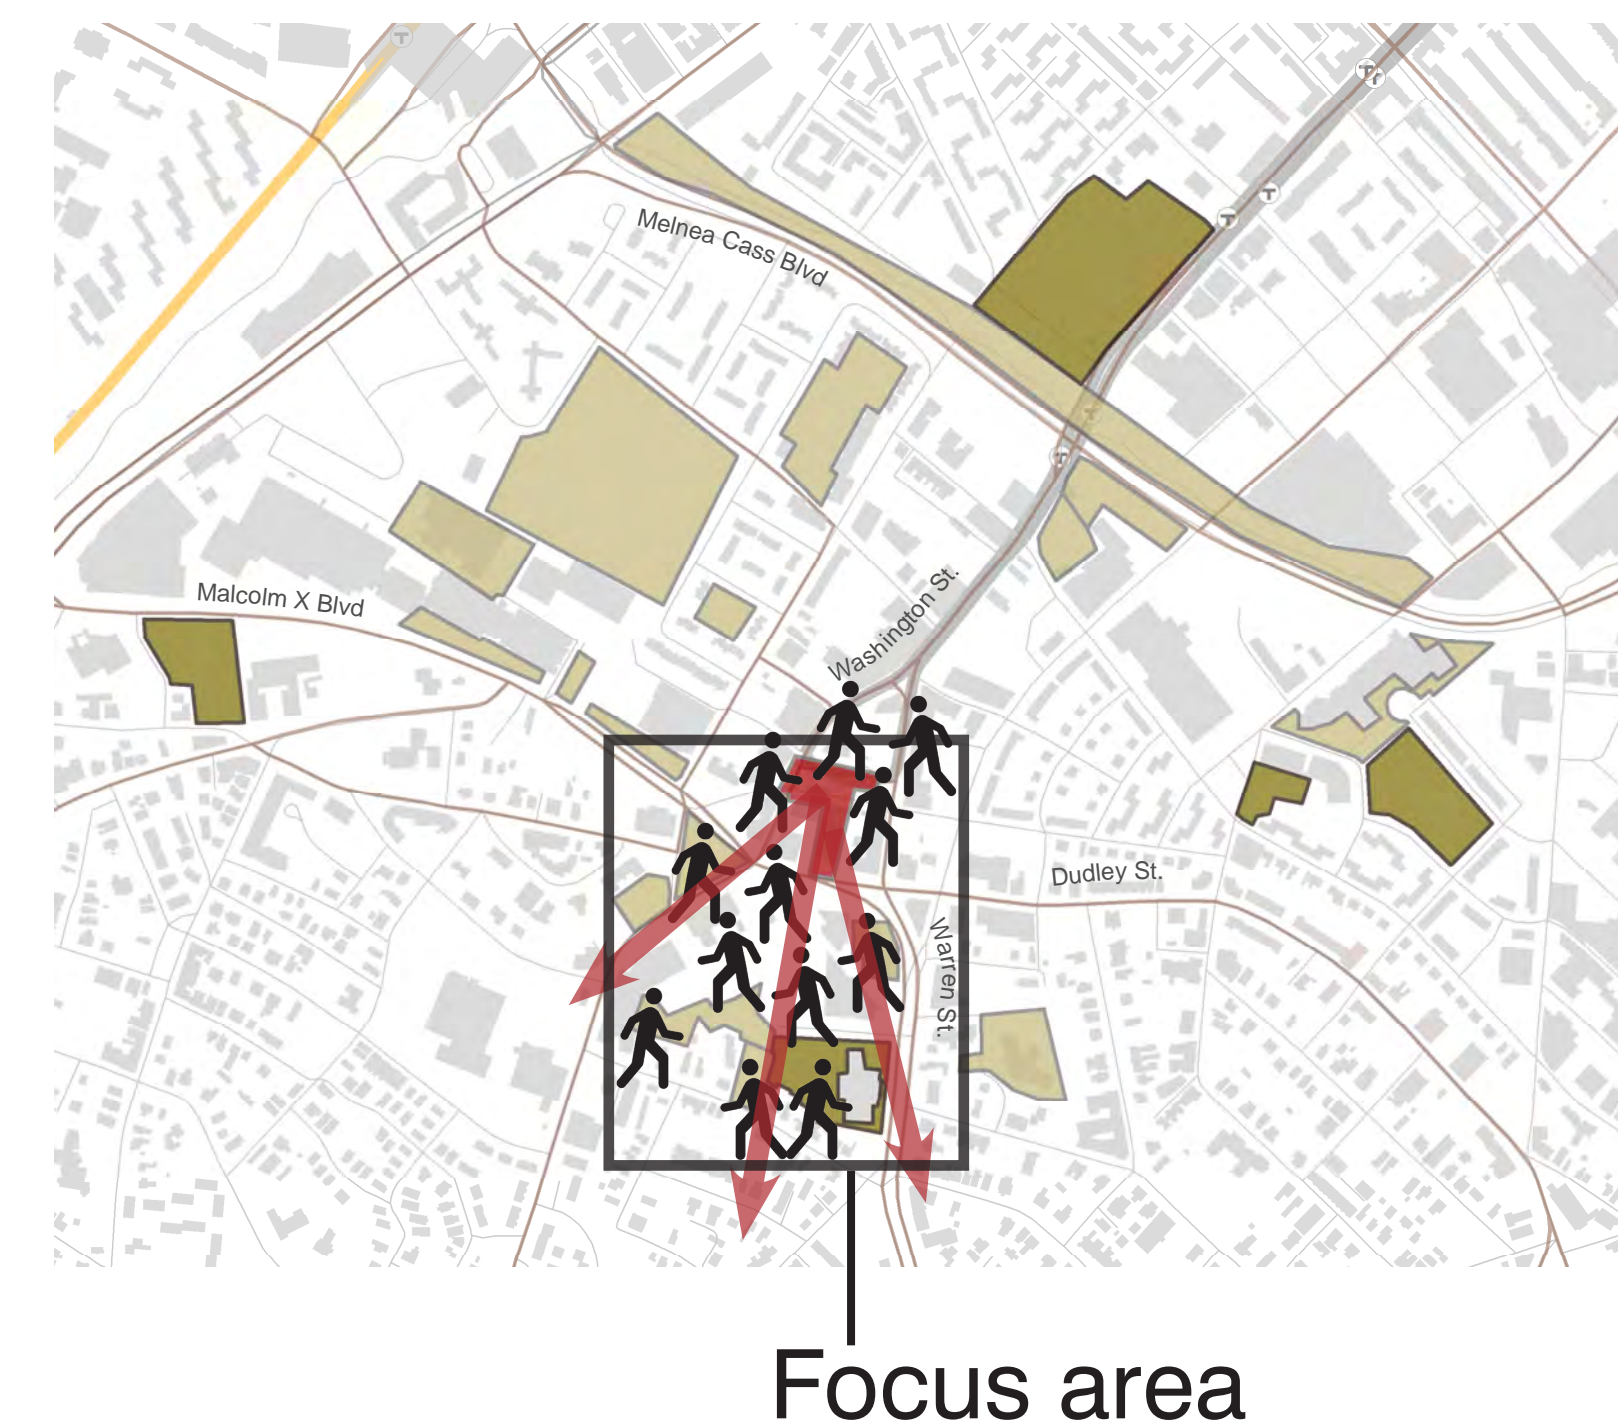 T
T
T
T
T
Melnea Cass Blvd
T
T
Malcolm X Blvd
Washington St.
Dudley St.
Warren St.
Focus area